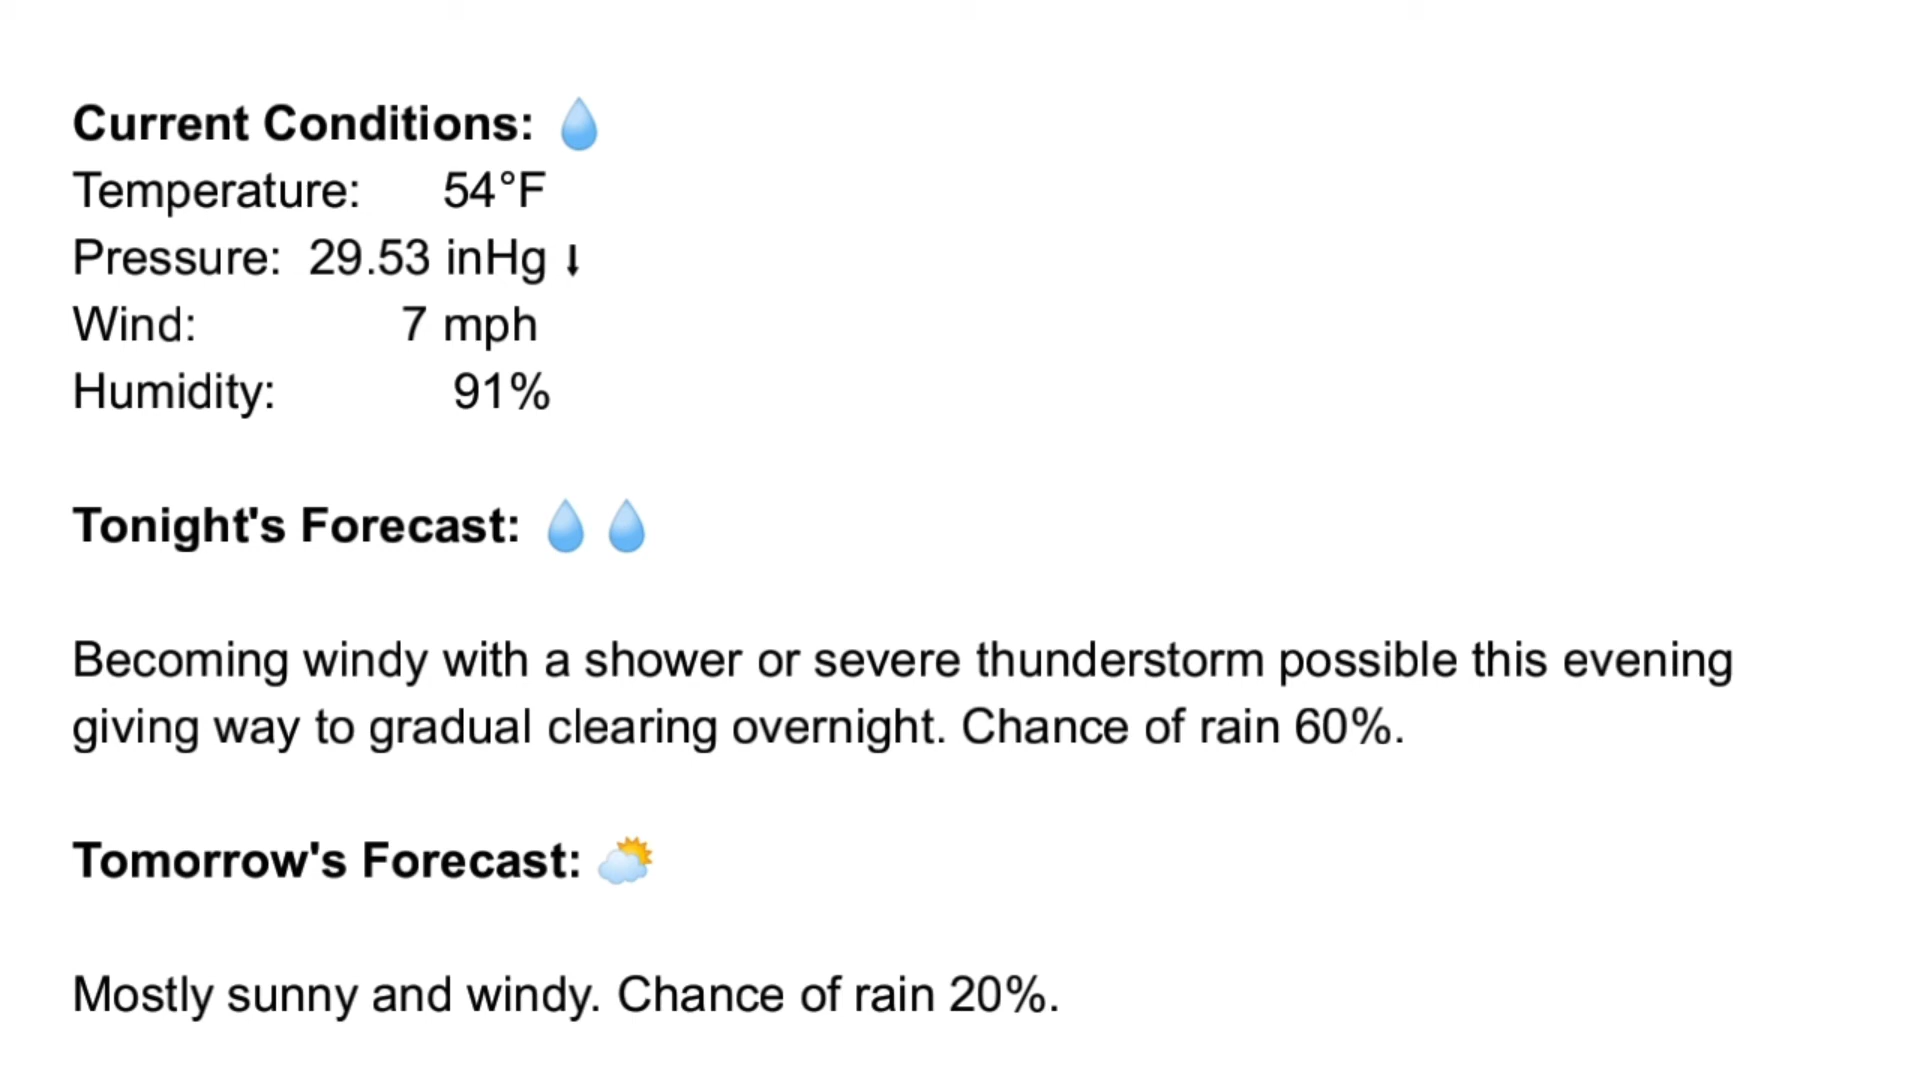 Current Conditions: 💧
Temperature: 54°F
Pressure: 29.53 inHg ⬇
Wind: 7 mph
Humidity: 91%
Tonight's Forecast: 💧💧
Becoming windy with a shower or severe thunderstorm possible this evening
giving way to gradual clearing overnight. Chance of rain 60%.
Tomorrow's Forecast: 🌥
Mostly sunny and windy. Chance of rain 20%.